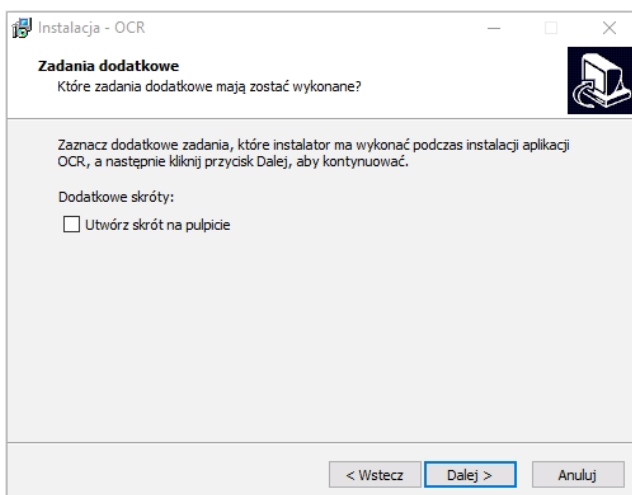 Instalacja - OCR
Zadania dodatkowe
Które zadania dodatkowe mają zostać wykonane?
Zaznacz dodatkowe zadania, które instalator ma wykonać podczas instalacji aplikacji
OCR, a następnie kliknij przycisk Dalej, aby kontynuować.
Dodatkowe skróty:
Utwórz skrót na pulpicie
< Wstecz Dalej > Anuluj